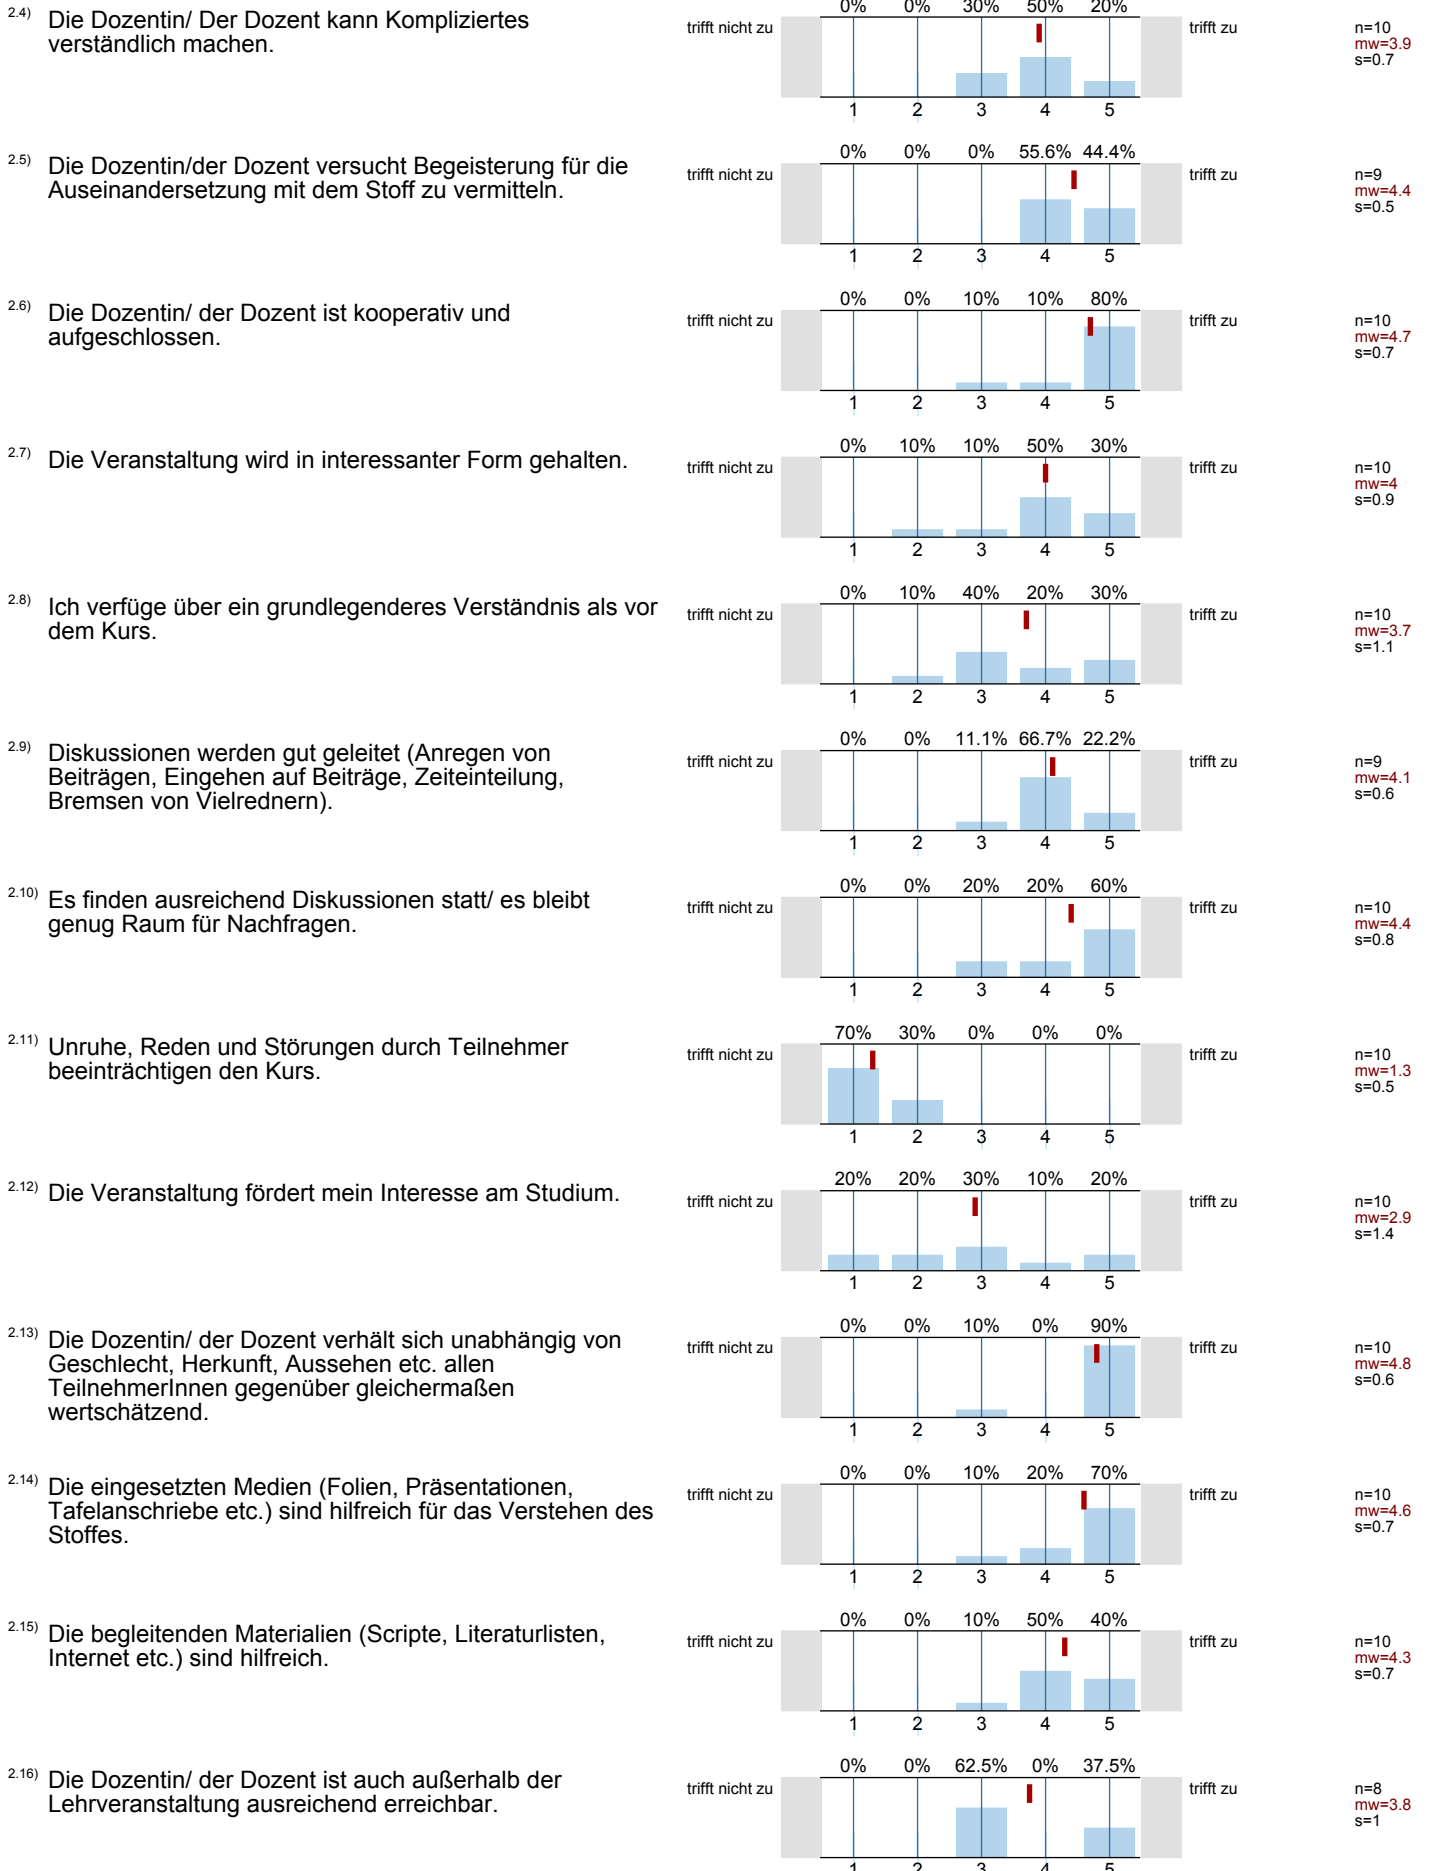 0% 0% 30% 50% 20%
2.4) Die Dozentin/ Der Dozent kann Kompliziertes
verständlich machen.
trifft nicht zu trifft zu
n=10
mw=3.9
s=0.7
1 2 3 4 5
0% 0% 0% 55.6% 44.4%
2.5) Die Dozentin/der Dozent versucht Begeisterung für die
Auseinandersetzung mit dem Stoff zu vermitteln.
trifft nicht zu trifft zu
n=9
mw=4.4
s=0.5
1 2 3 4 5
0% 0% 10% 10% 80%
2.6) Die Dozentin/ der Dozent ist kooperativ und
aufgeschlossen.
trifft nicht zu trifft zu
n=10
mw=4.7
s=0.7
1 2 3 4 5
0% 10% 10% 50% 30%
2.7) Die Veranstaltung wird in interessanter Form gehalten.
trifft nicht zu trifft zu
n=10
mw=4
s=0.9
1 2 3 4 5
0% 10% 40% 20% 30%
2.8) Ich verfüge über ein grundlegenderes Verständnis als vor
dem Kurs.
trifft nicht zu trifft zu
n=10
mw=3.7
s=1.1
1 2 3 4 5
0% 0% 11.1% 66.7% 22.2%
2.9) Diskussionen werden gut geleitet (Anregen von
Beiträgen, Eingehen auf Beiträge, Zeiteinteilung,
Bremsen von Vielrednern).
trifft nicht zu trifft zu
n=9
mw=4.1
s=0.6
1 2 3 4 5
0% 0% 20% 20% 60%
2.10) Es finden ausreichend Diskussionen statt/ es bleibt
genug Raum für Nachfragen.
trifft nicht zu trifft zu
n=10
mw=4.4
s=0.8
1 2 3 4 5
70% 30% 0% 0% 0%
2.11) Unruhe, Reden und Störungen durch Teilnehmer
beeinträchtigen den Kurs.
trifft nicht zu trifft zu
n=10
mw=1.3
s=0.5
1 2 3 4 5
20% 20% 30% 10% 20%
2.12) Die Veranstaltung fördert mein Interesse am Studium.
trifft nicht zu trifft zu
n=10
mw=2.9
s=1.4
1 2 3 4 5
0% 0% 10% 0% 90%
2.13) Die Dozentin/ der Dozent verhält sich unabhängig von
Geschlecht, Herkunft, Aussehen etc. allen
TeilnehmerInnen gegenüber gleichermaßen
wertschätzend.
trifft nicht zu trifft zu
n=10
mw=4.8
s=0.6
1 2 3 4 5
0% 0% 10% 20% 70%
2.14) Die eingesetzten Medien (Folien, Präsentationen,
Tafelanschriebe etc.) sind hilfreich für das Verstehen des
Stoffes.
trifft nicht zu trifft zu
n=10
mw=4.6
s=0.7
1 2 3 4 5
0% 0% 10% 50% 40%
2.15) Die begleitenden Materialien (Scripte, Literaturlisten,
Internet etc.) sind hilfreich.
trifft nicht zu trifft zu
n=10
mw=4.3
s=0.7
1 2 3 4 5
0% 0% 62.5% 0% 37.5%
2.16) Die Dozentin/ der Dozent ist auch außerhalb der
Lehrveranstaltung ausreichend erreichbar.
trifft nicht zu trifft zu
n=8
mw=3.8
s=1
1 2 3 4 5